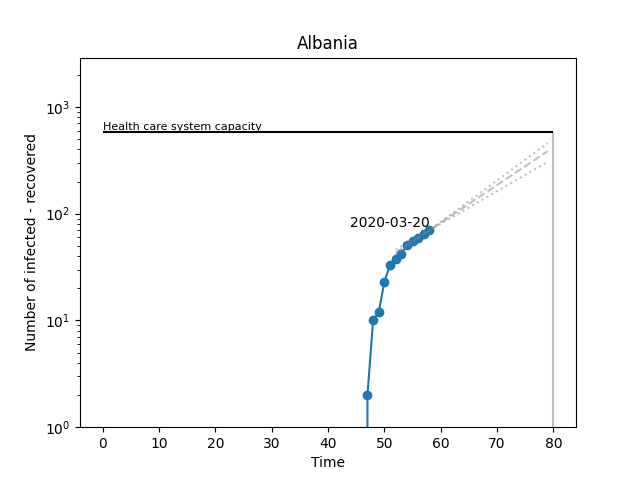 Albania
Number of infected - recovered
10³
10²
10¹
10⁰
Health care system capacity
2020-03-20
0 10 20 30 40 50 60 70 80
Time